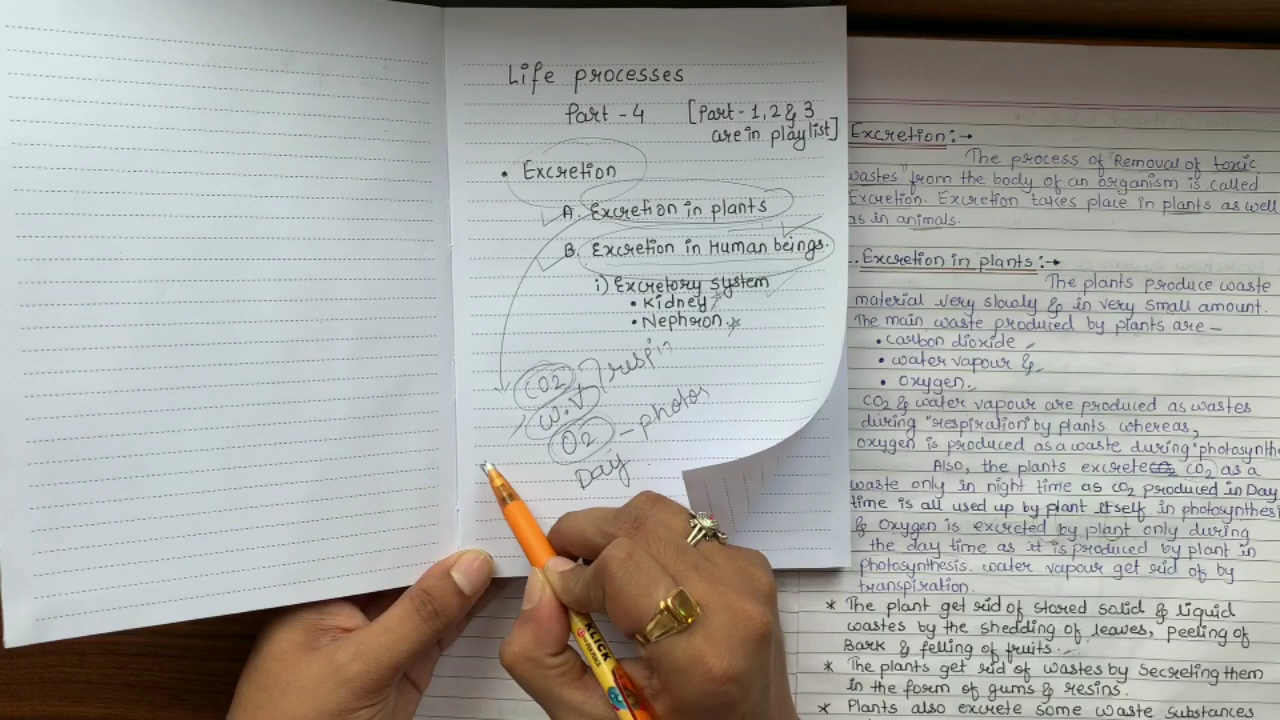 Life processes
Part - 4 [Part - 1, 2 & 3
are in playlist]
• Excretion
A. Excretion in plants
B. Excretion in Human beings.
i) Excretory system
• Kidney
• Nephron
CO2 respir
W.V
O2 - photos
Day
KLICK
Excretion:→
The process of "Removal of toxic
wastes" from the body of an organism is called
Excretion. Excretion takes place in plants as well
as in animals.
Excretion in plants:→
The plants produce waste
material very slowly & in very small amount.
The main waste produced by plants are -
• carbon dioxide
• water vapour &
• oxygen.
CO2 & water vapour are produced as wastes
during "respiration" by plants whereas,
oxygen is produced as a waste during photosynthe
Also, the plants excrete CO2 as a
waste only in night time as CO2 produced in Day
time is all used up by plant itself in photosynthesi
& oxygen is excreted by plant only during
the day time as it is produced by plant in
photosynthesis. water vapour get rid of by
transpiration.
* The plant get rid of stored solid & liquid
wastes by the shedding of leaves, peeling of
Bark & felling of fruits.
* The plants get rid of wastes by secreting them
in the form of gums & resins.
* Plants also excrete some waste substances